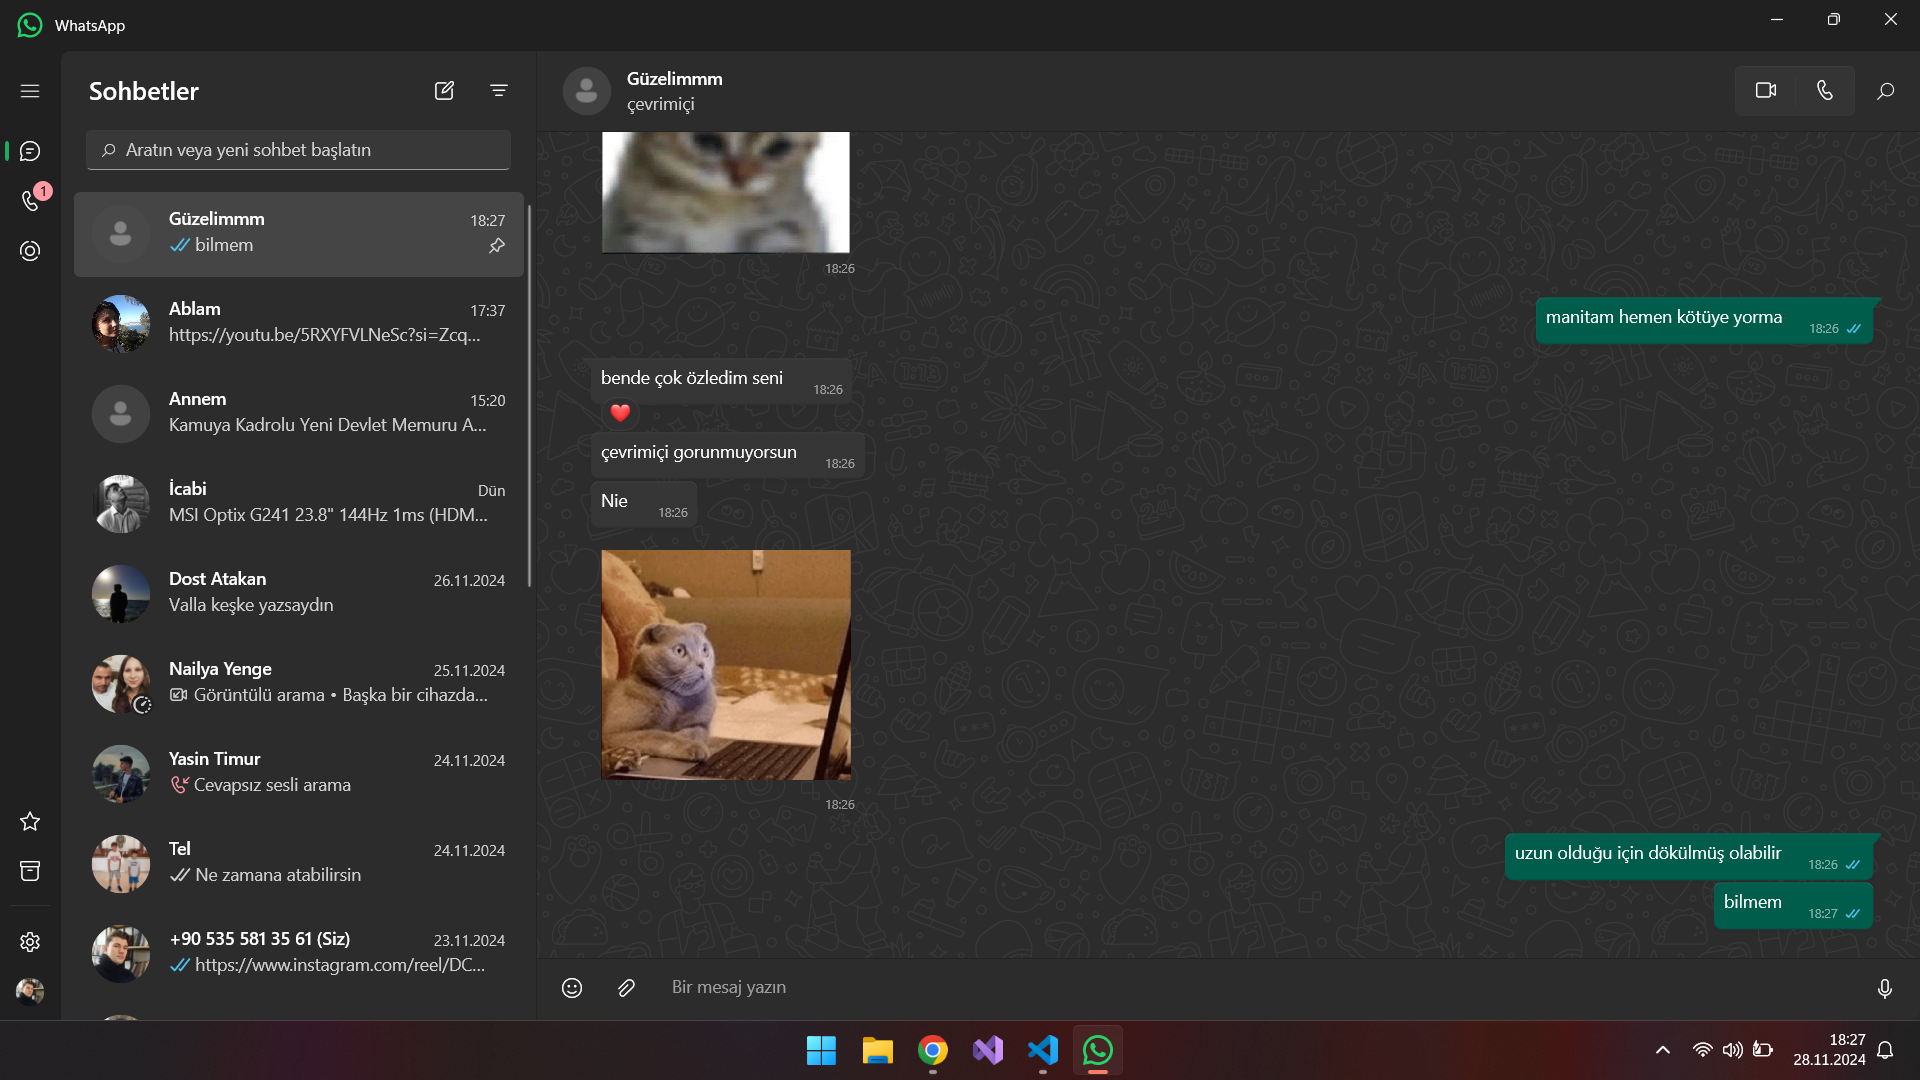 WhatsApp
Sohbetler
Aratın veya yeni sohbet başlatın
1
Güzelimmm
18:27
bilmem
Ablam
17:37
https://youtu.be/5RXYFVLNeSc?si=Zcq...
Annem
15:20
Kamuya Kadrolu Yeni Devlet Memuru A...
İcabi
Dün
MSI Optix G241 23.8" 144Hz 1ms (HDM...
Dost Atakan
26.11.2024
Valla keşke yazsaydın
Nailya Yenge
25.11.2024
Görüntülü arama • Başka bir cihazda...
Yasin Timur
24.11.2024
Cevapsız sesli arama
Tel
24.11.2024
Ne zamana atabilirsin
+90 535 581 35 61 (Siz)
23.11.2024
https://www.instagram.com/reel/DC...
Güzelimmm
çevrimiçi
18:26
manitam hemen kötüye yorma
18:26
bende çok özledim seni
18:26
çevrimiçi gorunmuyorsun
18:26
Nie
18:26
18:26
uzun olduğu için dökülmüş olabilir
18:26
bilmem
18:27
Bir mesaj yazın
18:27
28.11.2024